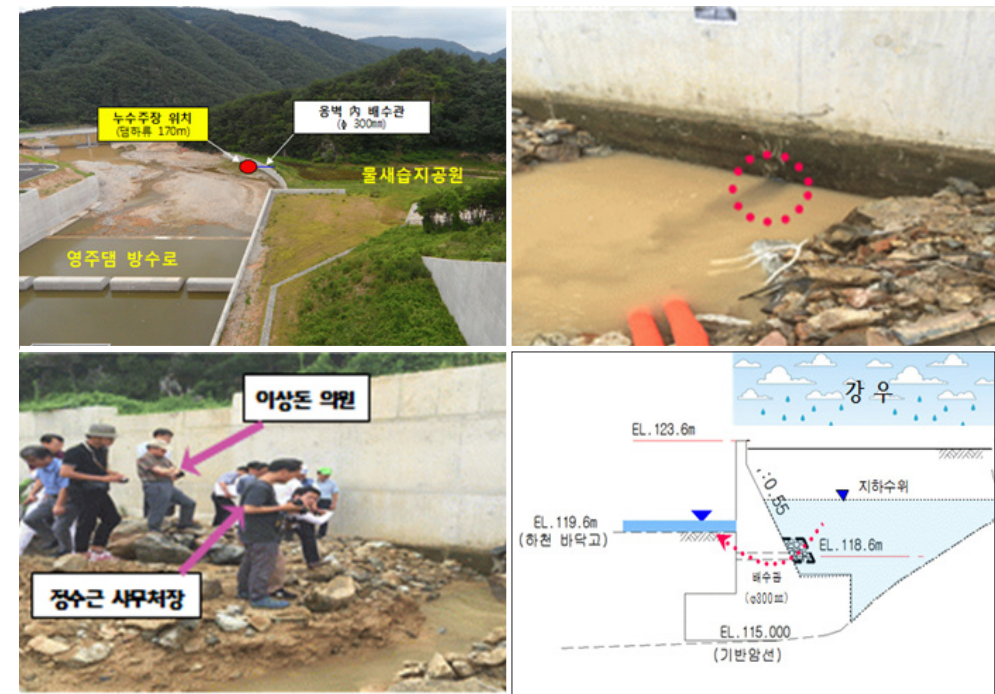 누수주장 위치
(댐하류 170m)
옹벽 內 배수관
(ɸ 300㎜)
물새습지공원
영주댐 방수로
이상돈 의원
정수근 사무처장
강 우
EL.123.6m
1:0.55
지하수위
EL.119.6m
(하천 바닥고)
EL.118.6m
배수관
(φ300㎜)
EL.115.000
(기반암선)